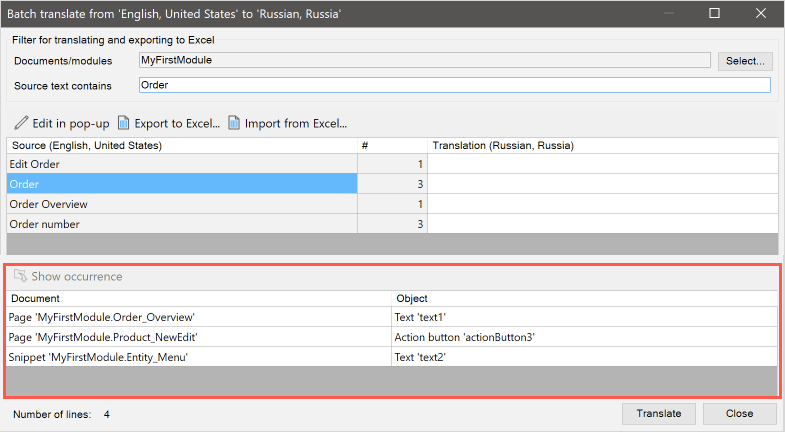 Batch translate from 'English, United States' to 'Russian, Russia'
Filter for translating and exporting to Excel
Documents/modules MyFirstModule Select...
Source text contains Order
Edit in pop-up Export to Excel... Import from Excel...
Source (English, United States) # Translation (Russian, Russia)
Edit Order 1
Order 3
Order Overview 1
Order number 3
Show occurrence
Document Object
Page 'MyFirstModule.Order_Overview' Text 'text1'
Page 'MyFirstModule.Product_NewEdit' Action button 'actionButton3'
Snippet 'MyFirstModule.Entity_Menu' Text 'text2'
Number of lines: 4 Translate Close